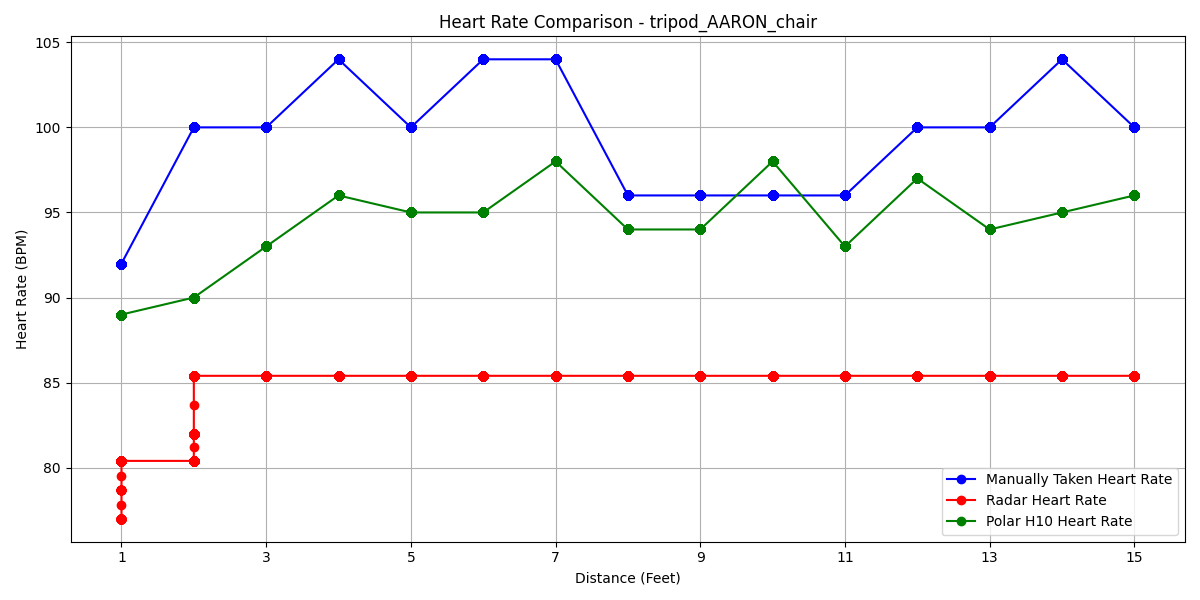 Heart Rate Comparison - tripod_AARON_chair
Heart Rate (BPM)
105
100
95
90
85
80
Manually Taken Heart Rate
Radar Heart Rate
Polar H10 Heart Rate
1 3 5 7 9 11 13 15
Distance (Feet)